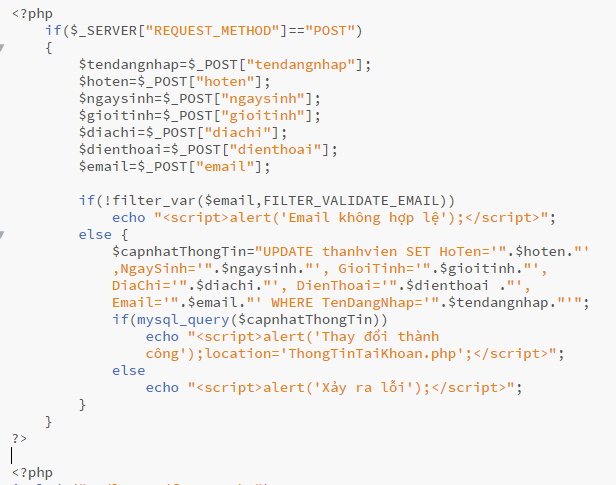 <?php
if($_SERVER["REQUEST_METHOD"]=="POST")
{
$tendangnhap=$_POST["tendangnhap"];
$hoten=$_POST["hoten"];
$ngaysinh=$_POST["ngaysinh"];
$gioitinh=$_POST["gioitinh"];
$diachi=$_POST["diachi"];
$dienthoai=$_POST["dienthoai"];
$email=$_POST["email"];
if(!filter_var($email,FILTER_VALIDATE_EMAIL))
echo "<script>alert('Email không hợp lệ');</script>";
else {
$capnhatThongTin="UPDATE thanhvien SET HoTen='".$hoten."'
,NgaySinh='".$ngaysinh."', GioiTinh='".$gioitinh."',
DiaChi='".$diachi."', DienThoai='".$dienthoai ."',
Email='".$email."' WHERE TenDangNhap='".$tendangnhap."'";
if(mysql_query($capnhatThongTin))
echo "<script>alert('Thay đổi thành
công');location='ThongTinTaiKhoan.php';</script>";
else
echo "<script>alert('Xảy ra lỗi');</script>";
}
}
?>
<?php